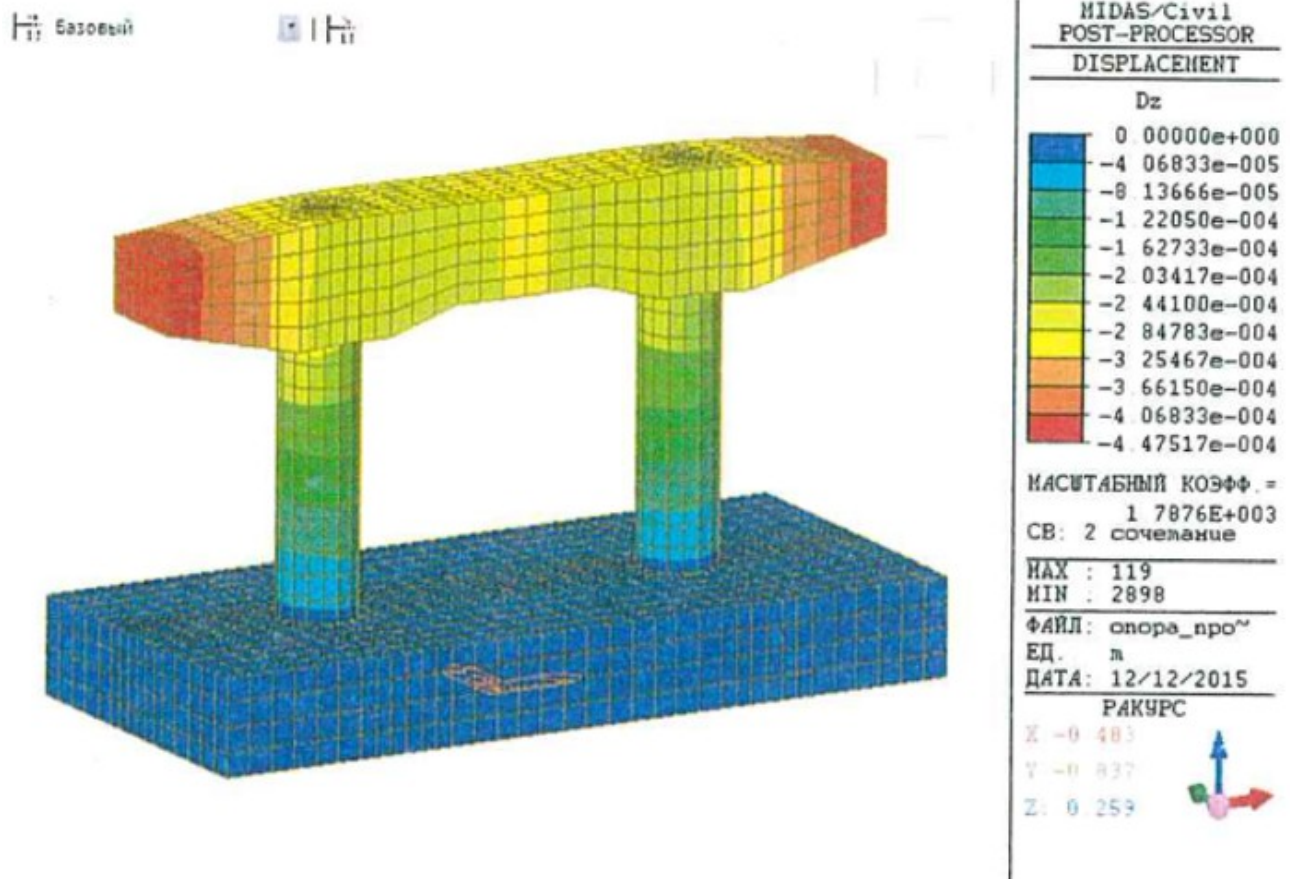 Базовый
MIDAS/Civil
POST-PROCESSOR
DISPLACEMENT
Dz
0 00000e+000
-4 06833e-005
-8 13666e-005
-1 22050e-004
-1 62733e-004
-2 03417e-004
-2 44100e-004
-2 84783e-004
-3 25467e-004
-3 66150e-004
-4 06833e-004
-4 47517e-004
МАСШТАБНЫЙ КОЭФФ.=
1 7876E+003
СВ: 2 сочетание
MAX : 119
MIN : 2898
ФАЙЛ: опора_про~
ЕД. m
ДАТА: 12/12/2015
РАКУРС
X -0 483
Y -0 837
Z: 0 259